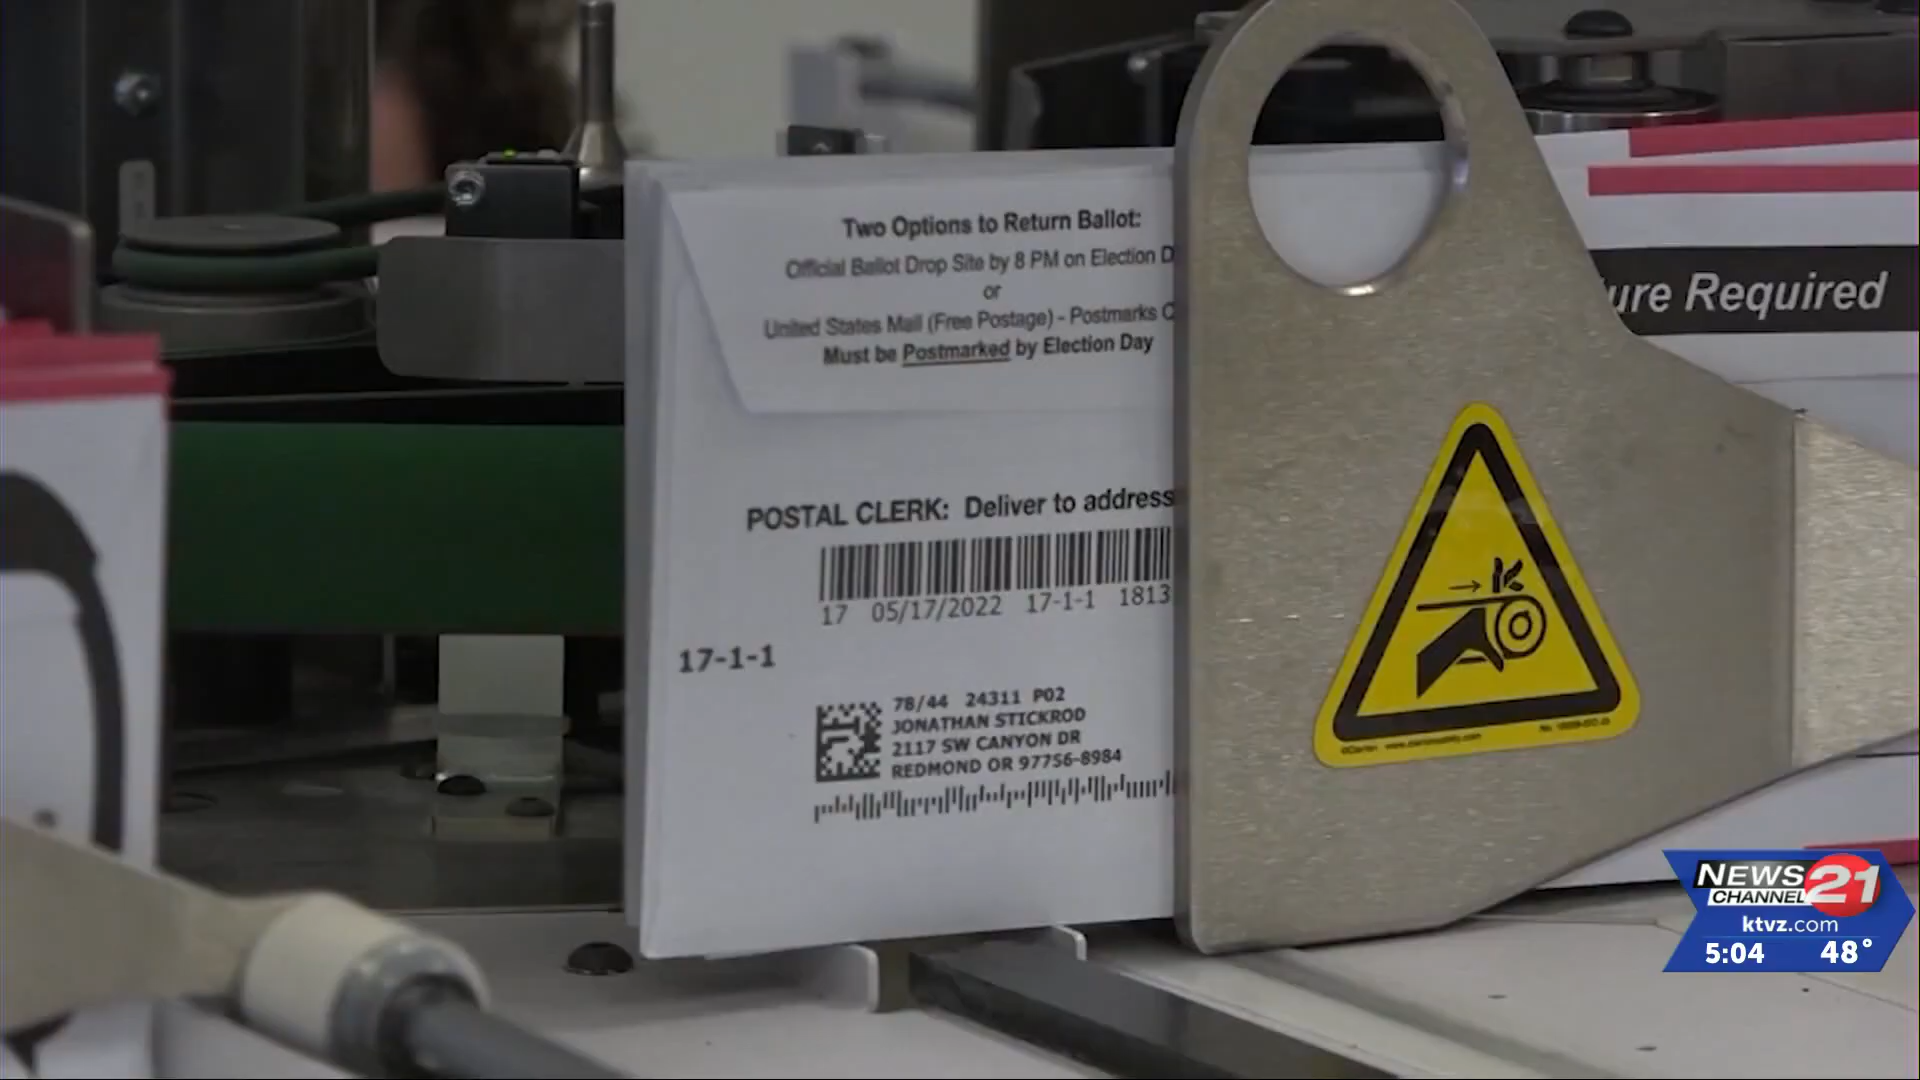 Two Options to Return Ballot:
Official Ballot Drop Site by 8 PM on Election D
or
United States Mail (Free Postage) - Postmarks C
Must be Postmarked by Election Day
ure Required
POSTAL CLERK: Deliver to address
17 05/17/2022 17-1-1 1813
17-1-1
78/44 24311 P02
JONATHAN STICKROD
2117 SW CANYON DR
REDMOND OR 97756-8984
NEWS
CHANNEL 21
ktvz.com
5:04 48°